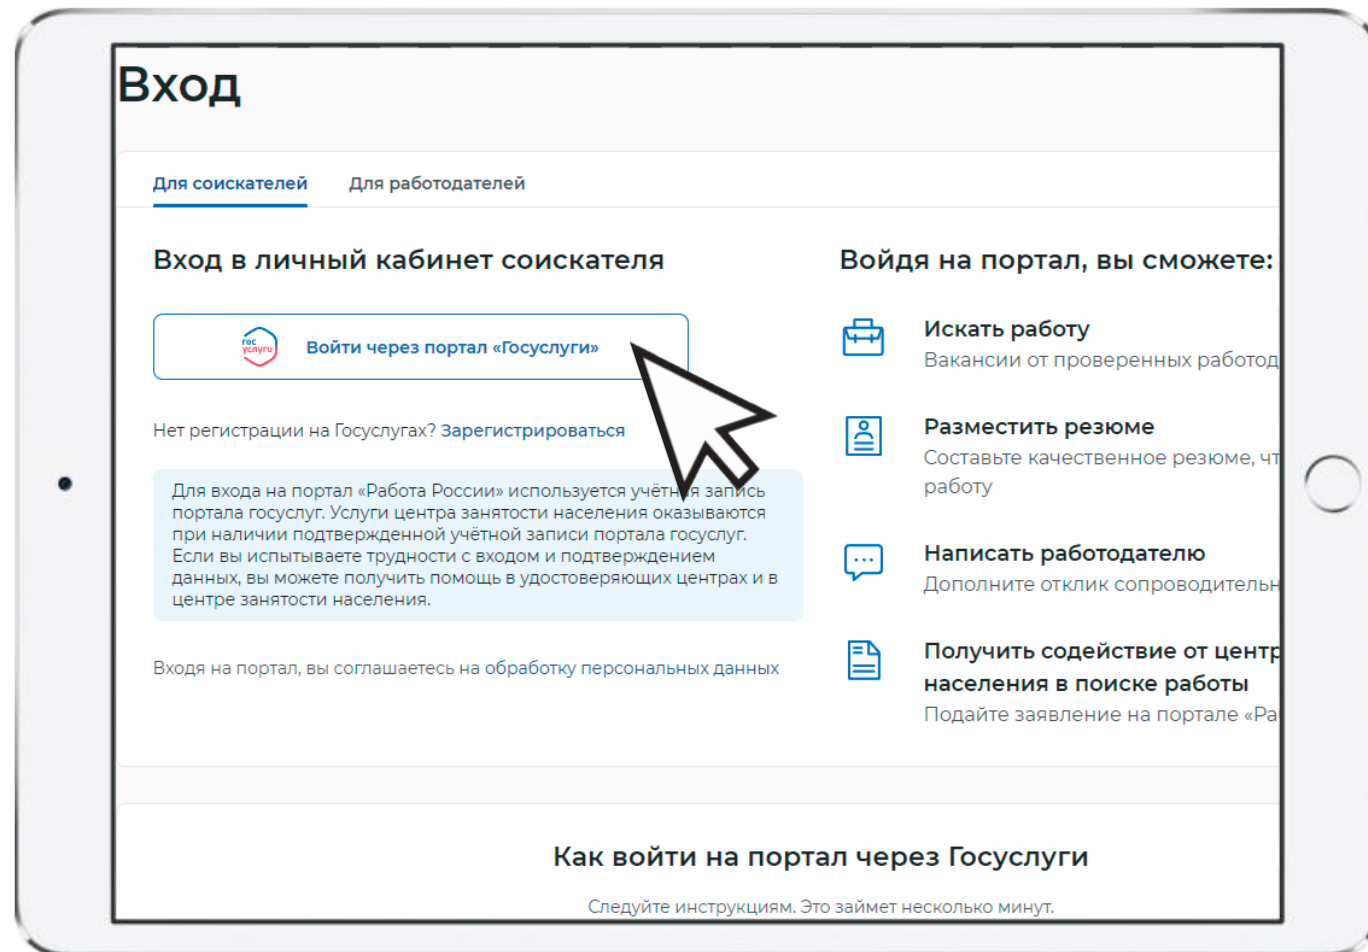 Вход
Для соискателей
Для работодателей
Вход в личный кабинет соискателя
гос
услуги
Войти через портал «Госуслуги»
Нет регистрации на Госуслугах? Зарегистрироваться
Для входа на портал «Работа России» используется учётная запись
портала госуслуг. Услуги центра занятости населения оказываются
при наличии подтвержденной учётной записи портала госуслуг.
Если вы испытываете трудности с входом и подтверждением
данных, вы можете получить помощь в удостоверяющих центрах и в
центре занятости населения.
Входя на портал, вы соглашаетесь на обработку персональных данных
Войдя на портал, вы сможете:
Искать работу
Вакансии от проверенных работод
Разместить резюме
Составьте качественное резюме, чт
работу
Написать работодателю
Дополните отклик сопроводительн
Получить содействие от центр
населения в поиске работы
Подайте заявление на портале «Ра
Как войти на портал через Госуслуги
Следуйте инструкциям. Это займет несколько минут.